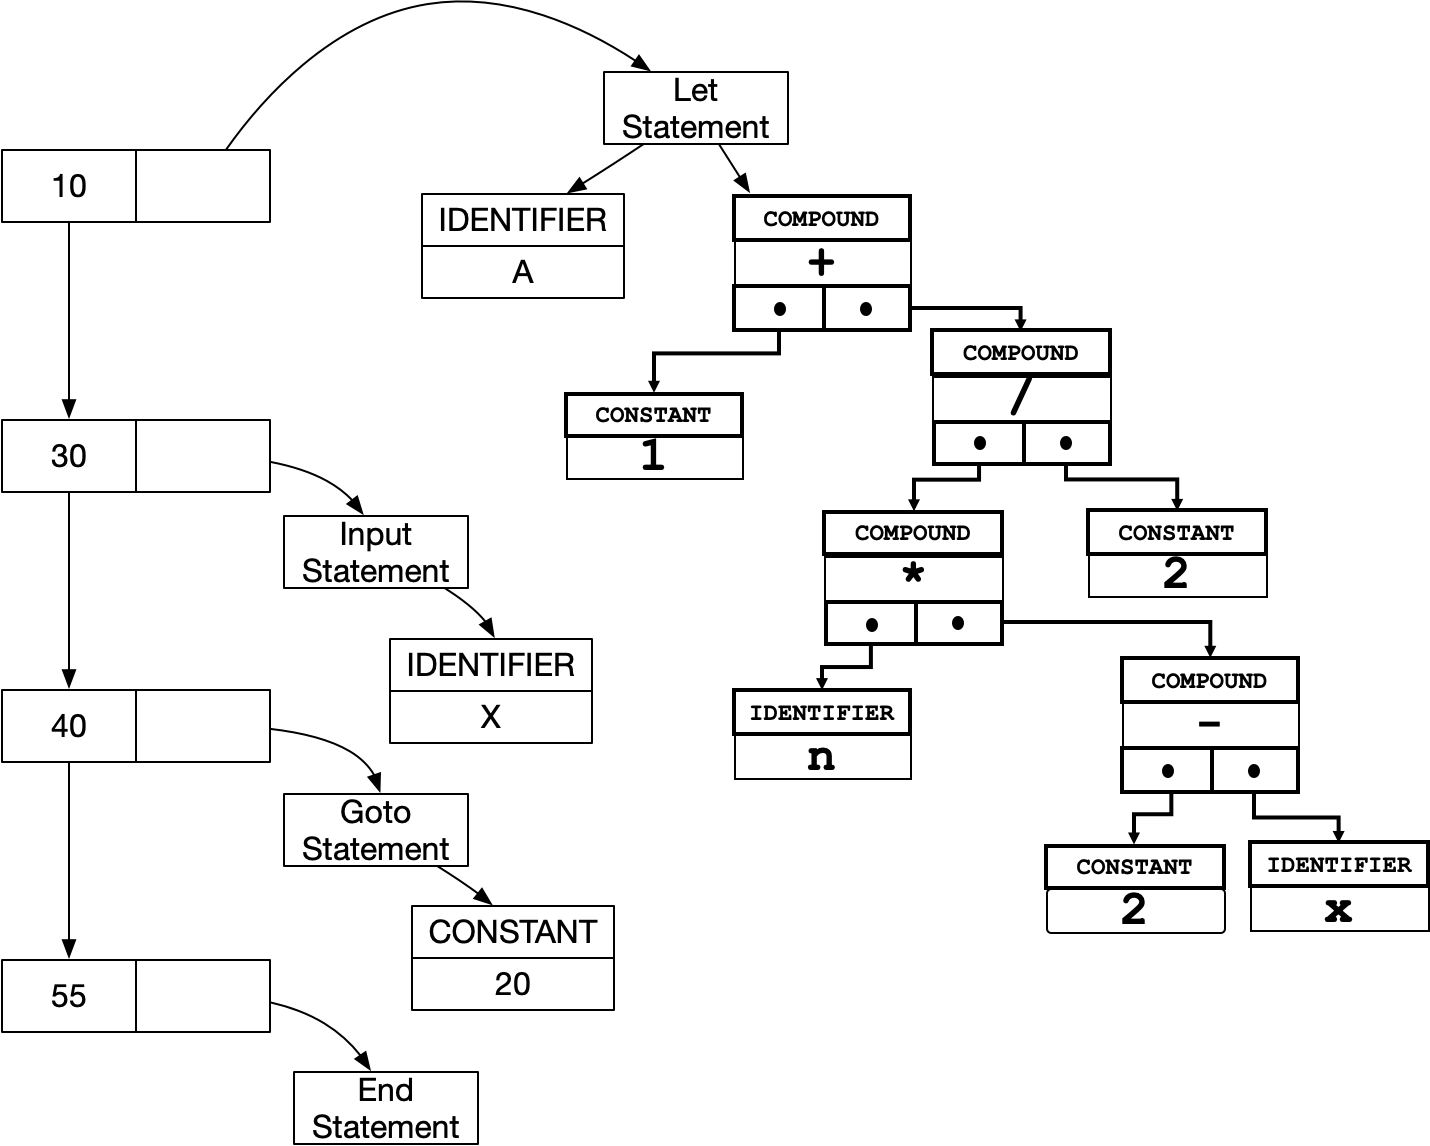 Let
Statement
10
IDENTIFIER
A
COMPOUND
+
COMPOUND
/
CONSTANT
1
30
Input
Statement
COMPOUND
*
CONSTANT
2
IDENTIFIER
X
COMPOUND
-
40
IDENTIFIER
n
Goto
Statement
CONSTANT
2
IDENTIFIER
x
CONSTANT
20
55
End
Statement